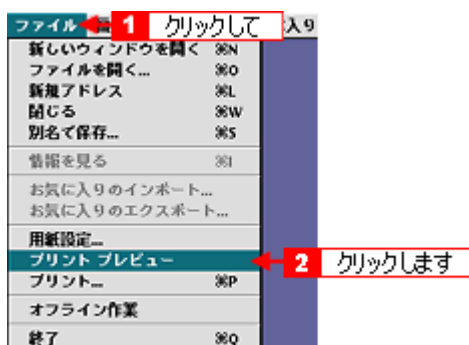 ファイル 1 クリックして 入り
新しいウィンドウを開く ⌘N
ファイルを開く... ⌘O
新規アドレス ⌘L
閉じる ⌘W
別名で保存... ⌘S
情報を見る ⌘I
お気に入りのインポート...
お気に入りのエクスポート...
用紙設定...
プリント プレビュー 2 クリックします
プリント... ⌘P
オフライン作業
終了 ⌘Q